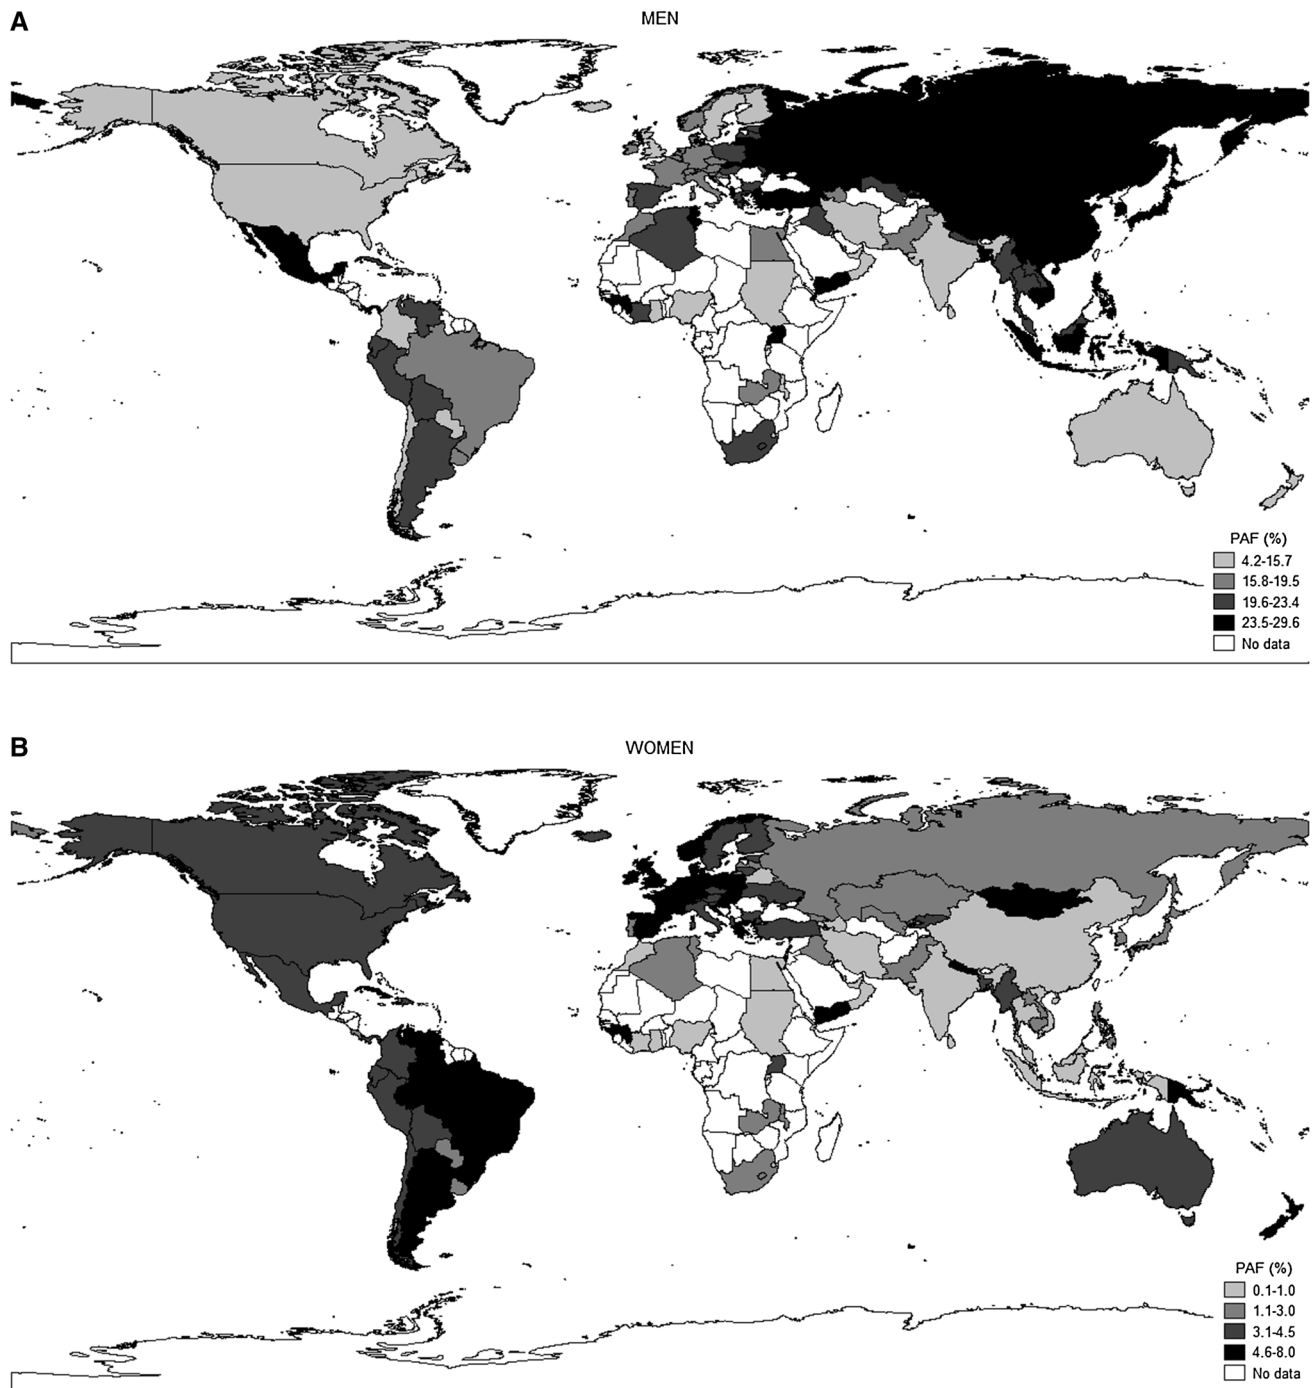 A
MEN
PAF (%)
4.2-15.7
15.8-19.5
19.6-23.4
23.5-29.6
No data
B
WOMEN
PAF (%)
0.1-1.0
1.1-3.0
3.1-4.5
4.6-8.0
No data